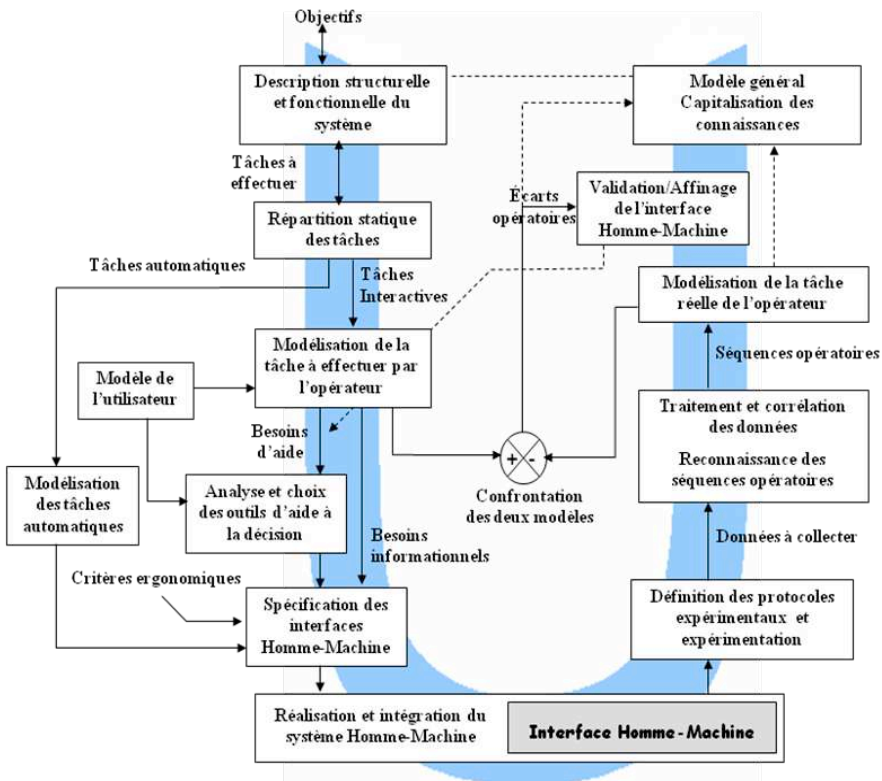 Objectifs
Description structurelle
et fonctionnelle du
système
Modèle général
Capitalisation des
connaissances
Tâches à
effectuer
Écarts
opératoires
Validation/Affinage
de l'interface
Homme-Machine
Répartition statique
des tâches
Tâches automatiques
Tâches
Interactives
Modélisation de la tâche
réelle de l'opérateur
Modélisation de la
tâche à effectuer par
l'opérateur
Séquences opératoires
Modèle de
l'utilisateur
Traitement et corrélation
des données
Reconnaissance des
séquences opératoires
Besoins
d'aide
+ -
Confrontation
des deux modèles
Modélisation
des tâches
automatiques
Analyse et choix
des outils d'aide à
la décision
Besoins
informationnels
Données à collecter
Critères ergonomiques
Spécification des
interfaces
Homme-Machine
Définition des protocoles
expérimentaux et
expérimentation
Réalisation et intégration du
système Homme-Machine
Interface Homme-Machine